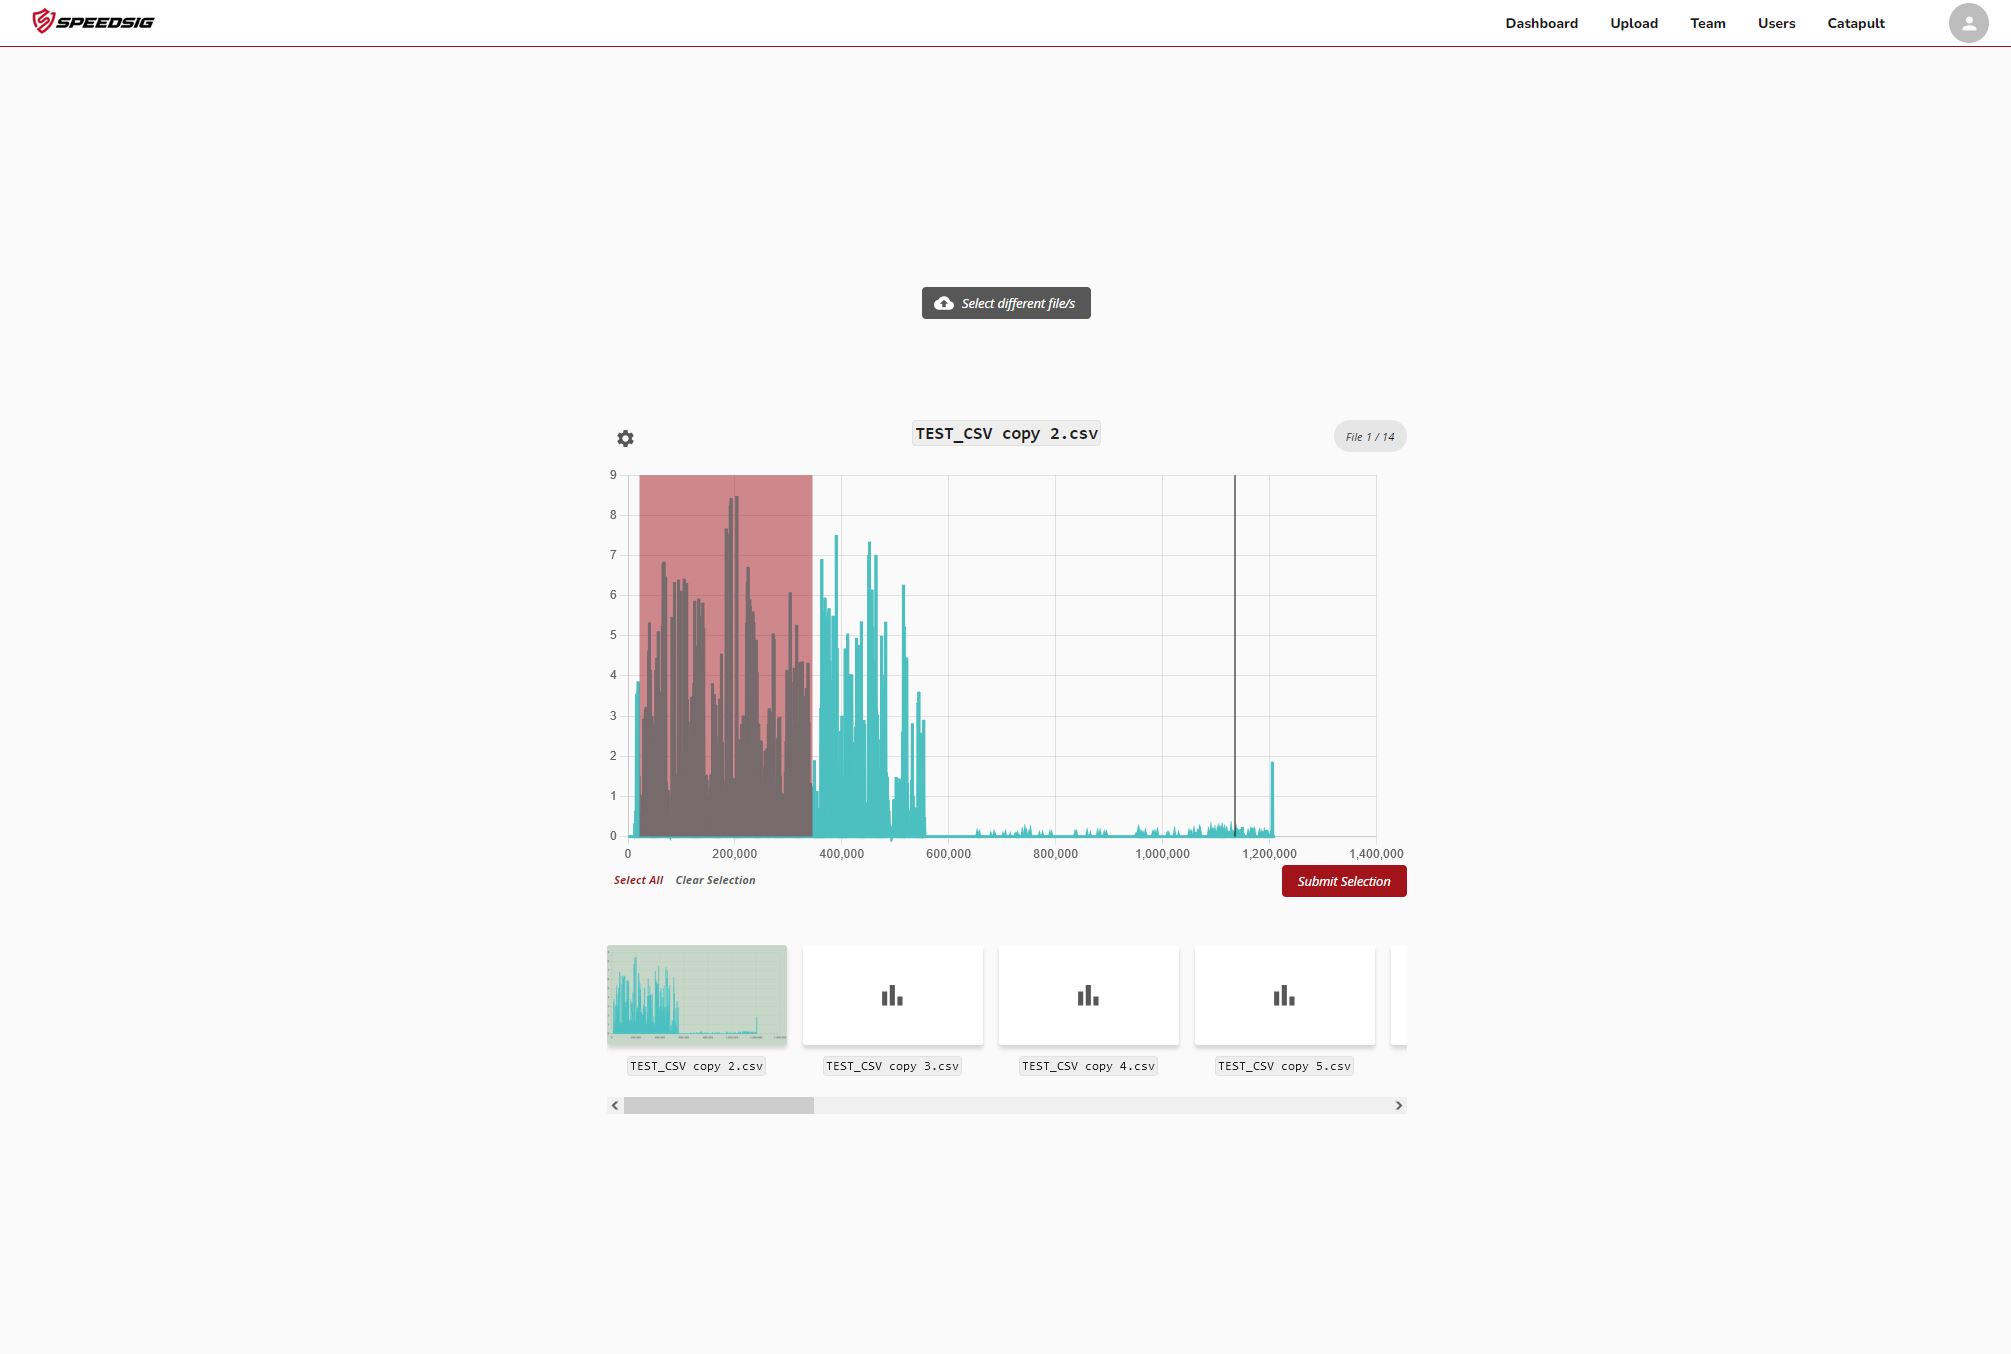 SPEEDSIG
Dashboard Upload Team Users Catapult
Select different file/s
TEST_CSV copy 2.csv
File 1 / 14
9
8
7
6
5
4
3
2
1
0
0 200,000 400,000 600,000 800,000 1,000,000 1,200,000 1,400,000
Select All Clear Selection
Submit Selection
TEST_CSV copy 2.csv TEST_CSV copy 3.csv TEST_CSV copy 4.csv TEST_CSV copy 5.csv